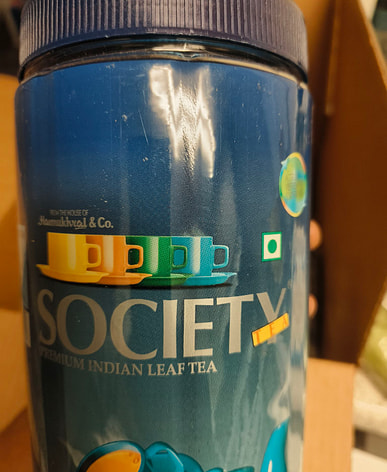 FROM THE HOUSE OF
Hasmukhrai & Co.
SOCIETY
PREMIUM INDIAN LEAF TEA